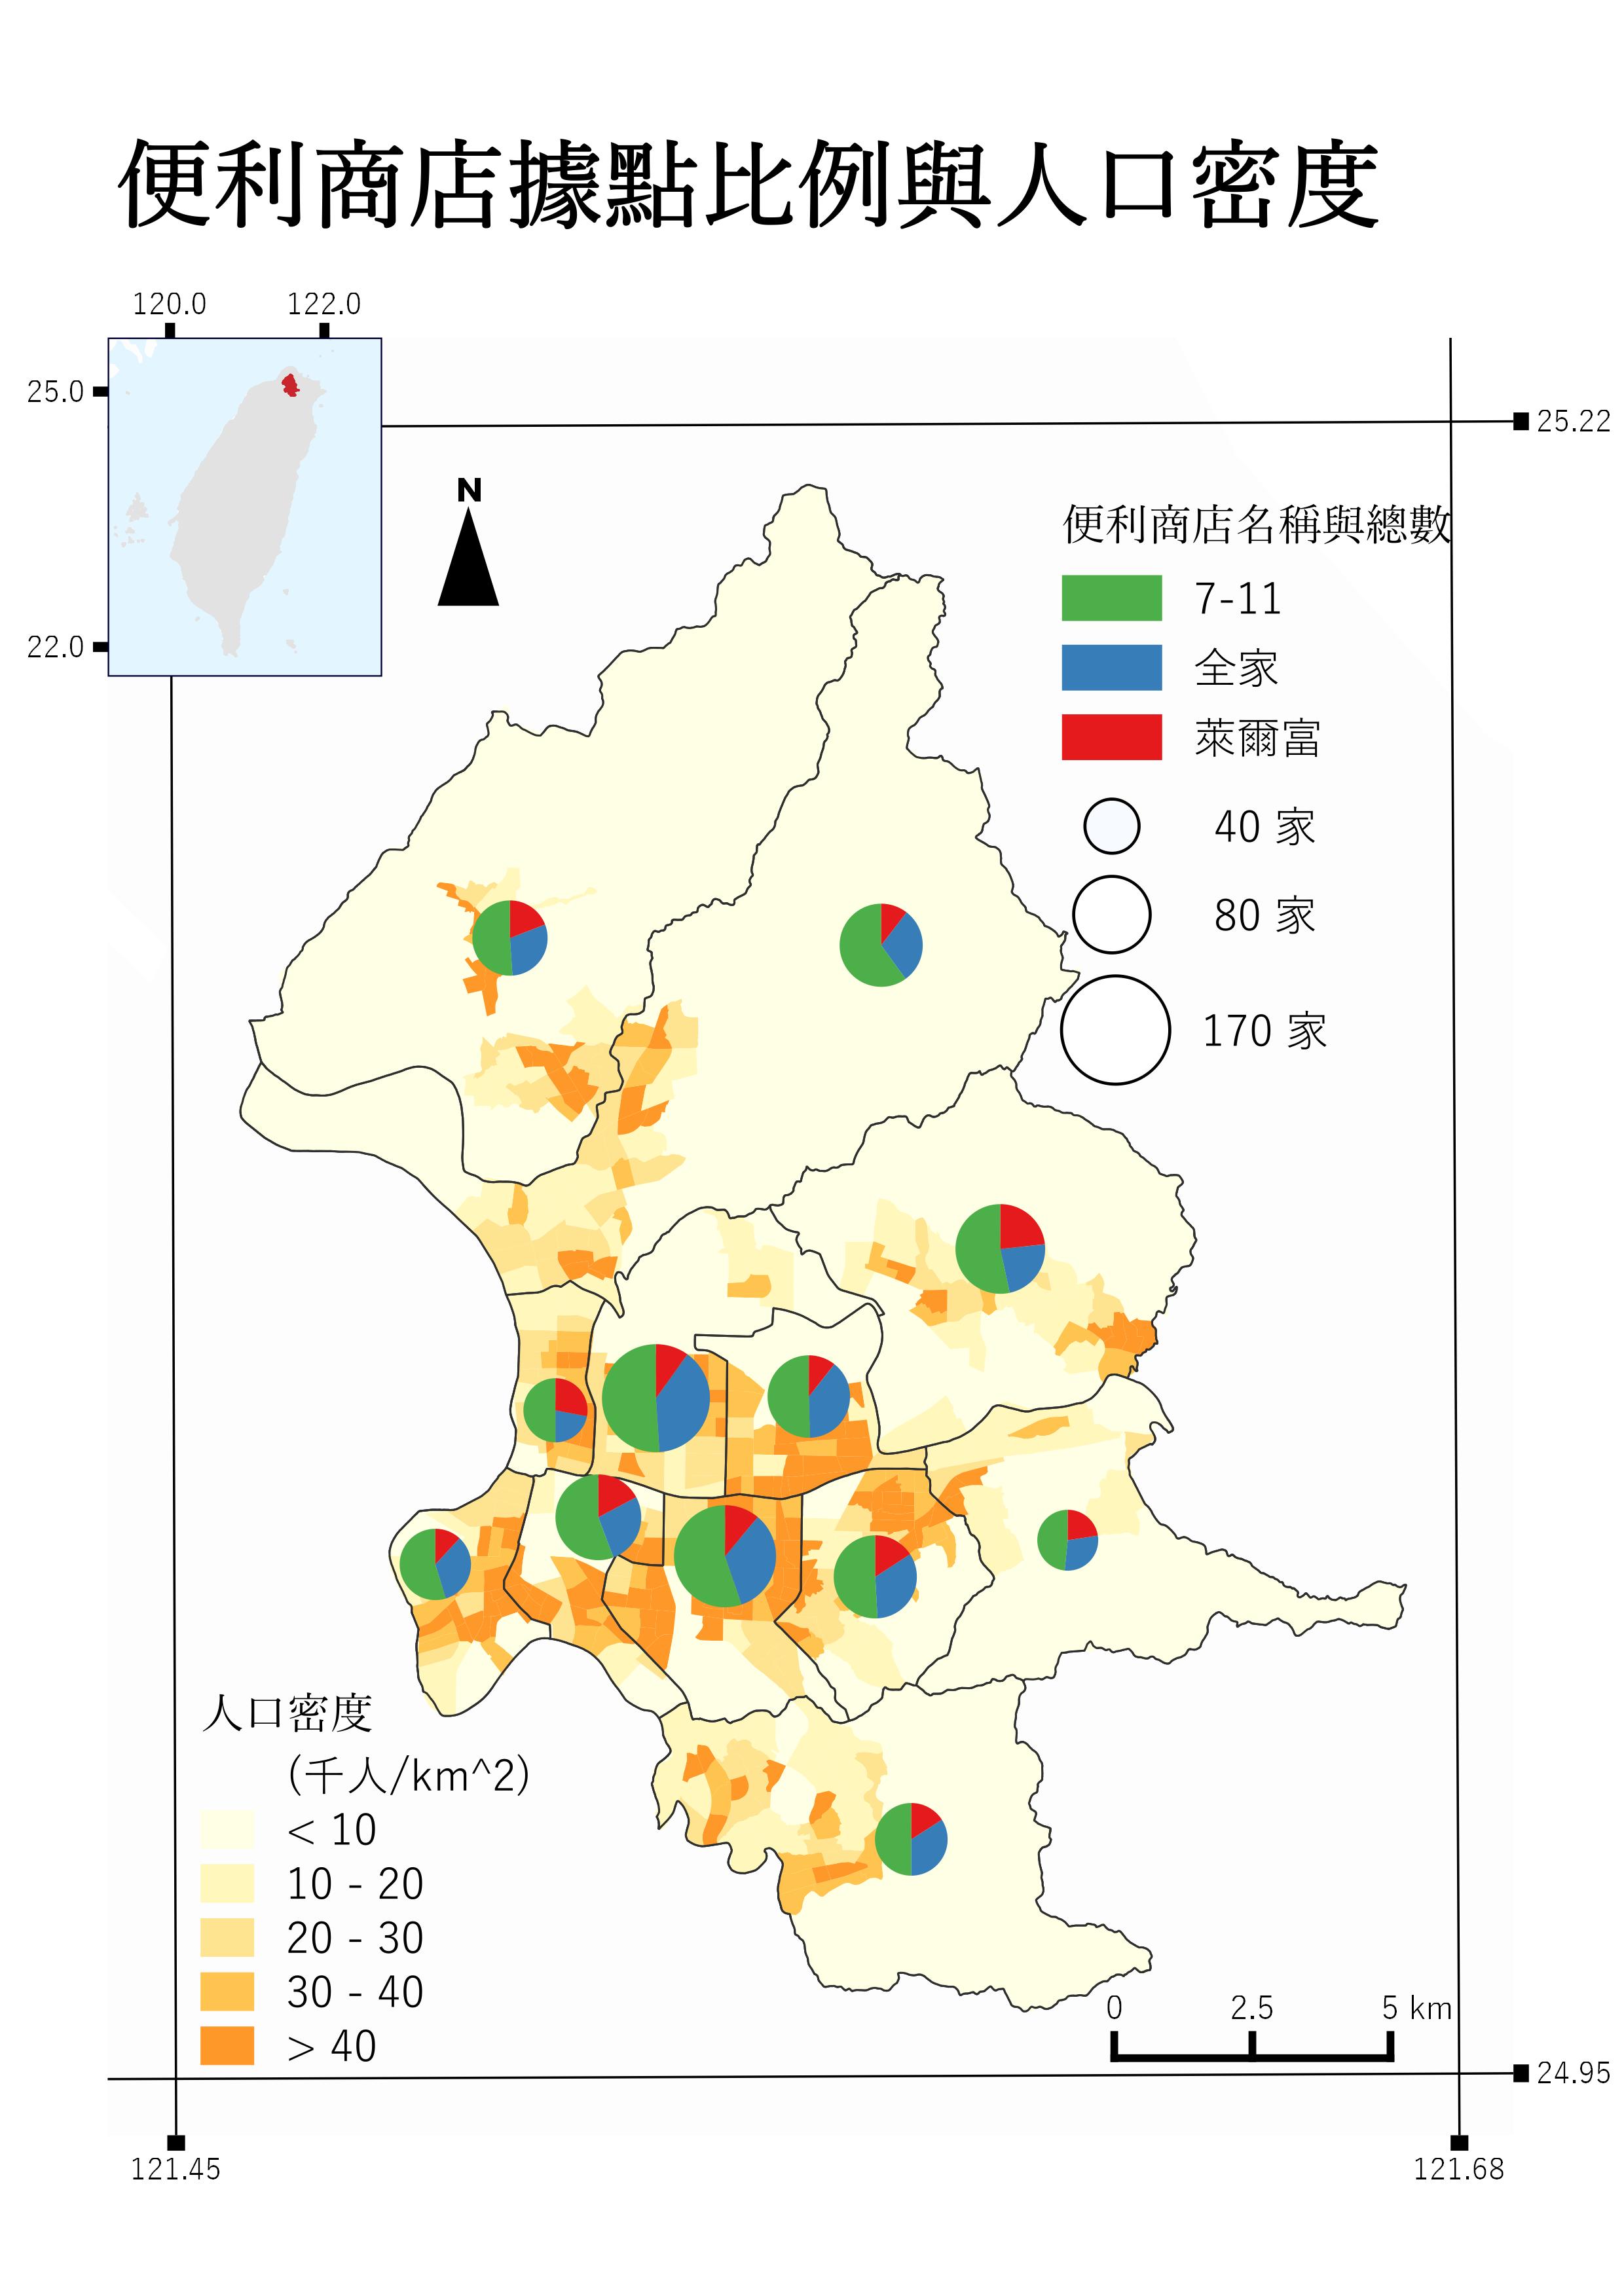 便利商店據點比例與人口密度
120.0 122.0
25.0
22.0
25.22
N
便利商店名稱與總數
7-11
全家
萊爾富
40 家
80 家
170 家
人口密度
(千人/km^2)
< 10
10 - 20
20 - 30
30 - 40
> 40
0 2.5 5 km
24.95
121.45 121.68